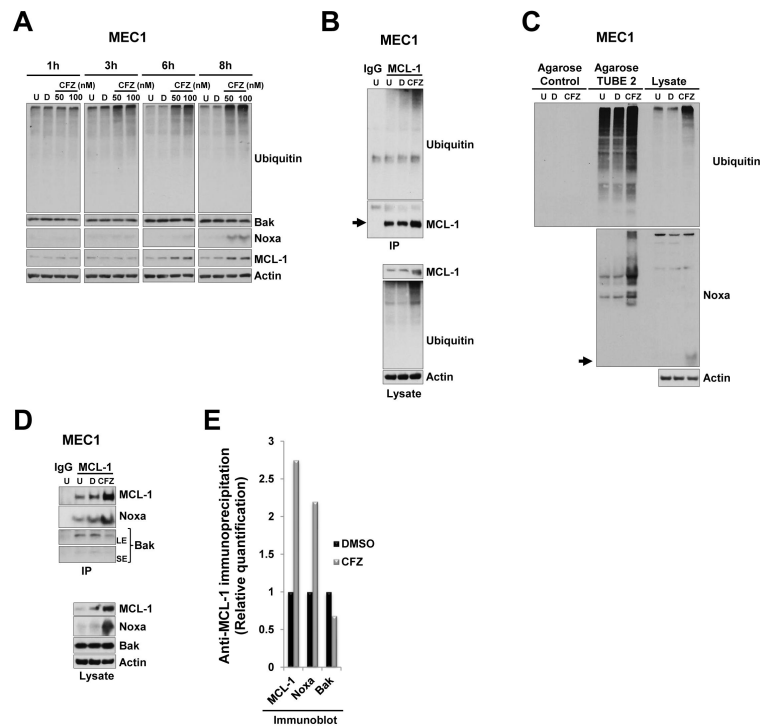 A
MEC1
1h 3h 6h 8h
CFZ (nM) CFZ (nM) CFZ (nM) CFZ (nM)
U D 50 100 U D 50 100 U D 50 100 U D 50 100
Ubiquitin
Bak
Noxa
MCL-1
Actin
B
MEC1
IgG MCL-1
U U D CFZ
Ubiquitin
MCL-1
IP
MCL-1
Ubiquitin
Actin
Lysate
C
MEC1
Agarose Control Agarose TUBE 2 Lysate
U D CFZ U D CFZ U D CFZ
Ubiquitin
Noxa
Actin
D
MEC1
IgG MCL-1
U U D CFZ
MCL-1
Noxa
LE
Bak
SE
IP
MCL-1
Noxa
Bak
Actin
Lysate
E
Anti-MCL-1 immunoprecipitation
(Relative quantification)
3
2.5
2
1.5
1
0.5
0
DMSO
CFZ
MCL-1 Noxa Bak
Immunoblot